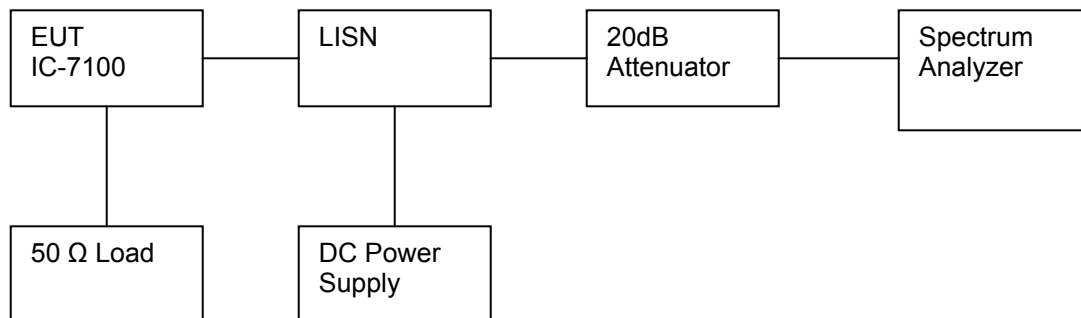 EUT
IC-7100
LISN
20dB
Attenuator
Spectrum
Analyzer
50 Ω Load
DC Power
Supply